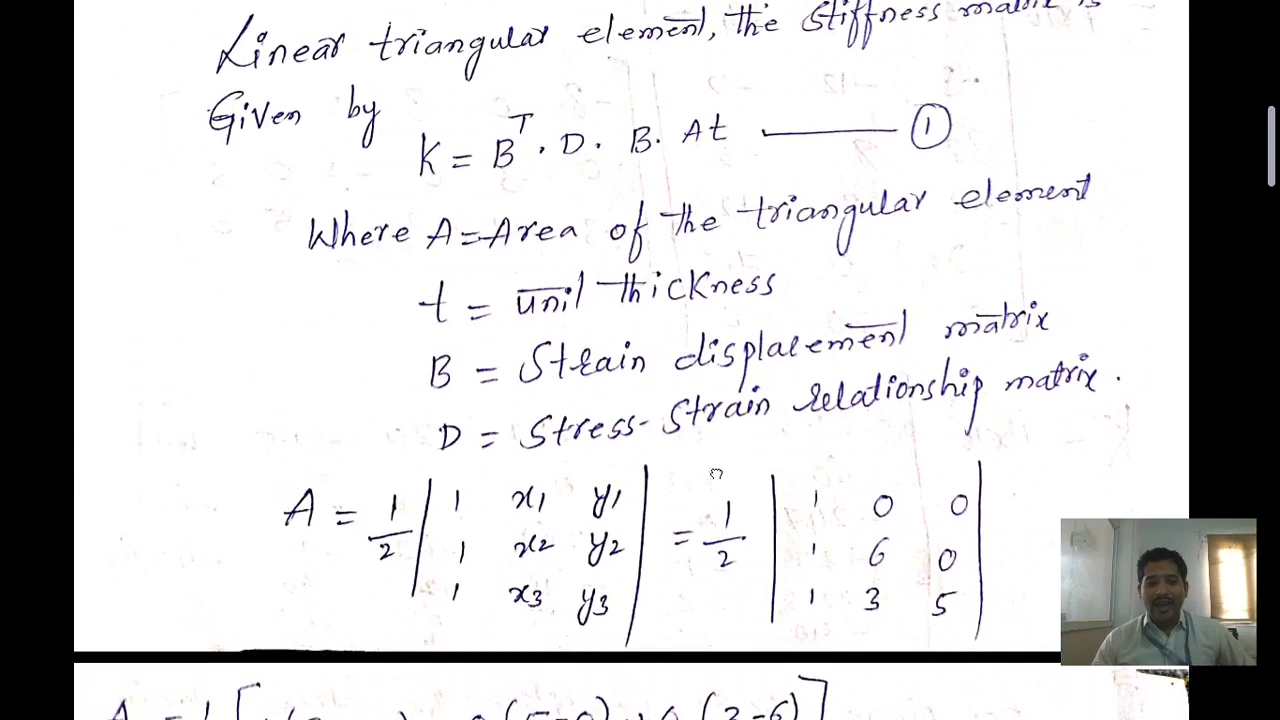 Linear triangular element, the stiffness matrix is
Given by
K = Bᵀ. D. B. At ——— ①
Where A = Area of the triangular element
t = unit thickness
B = Strain displacement matrix
D = Stress-Strain relationship matrix.
A = 1/2 | 1 x1 y1 | = 1/2 | 1 0 0 |
| 1 x2 y2 | | 1 6 0 |
| 1 x3 y3 | | 1 3 5 |